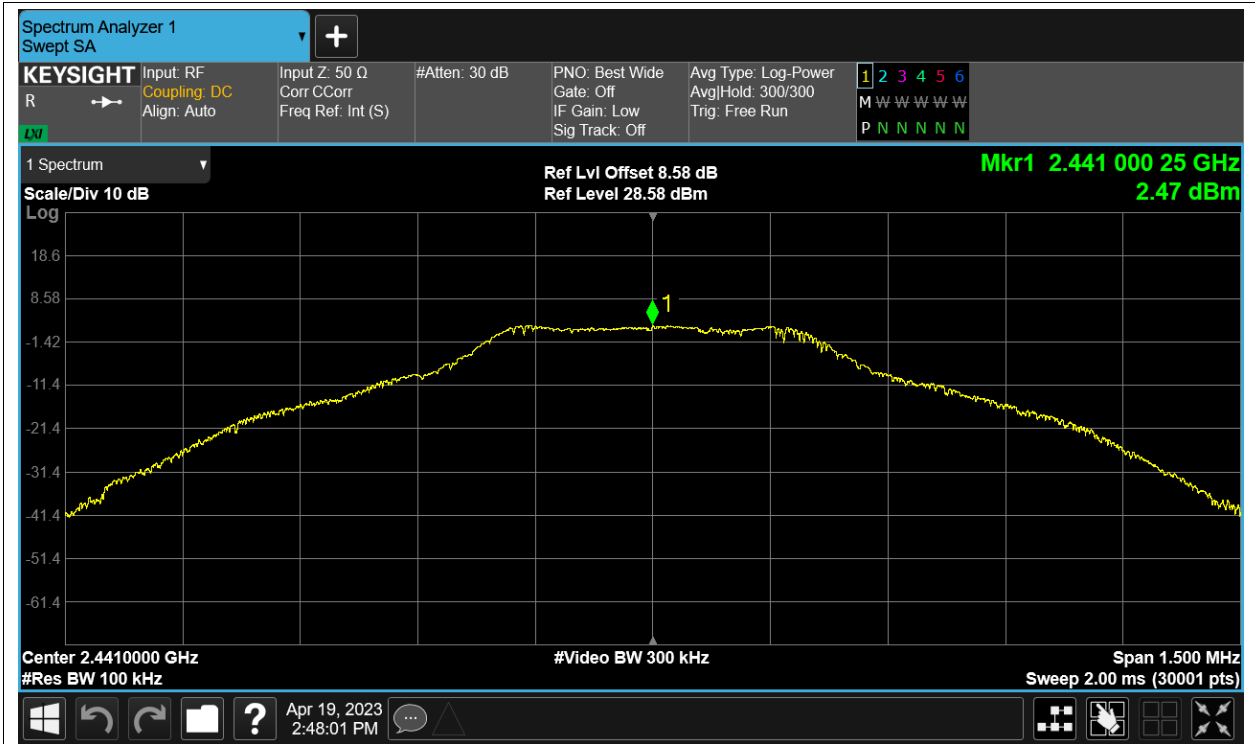 Spectrum Analyzer 1
Swept SA
KEYSIGHT
R
LXI
Input: RF
Coupling: DC
Align: Auto
Input Z: 50 Ω
Corr CCorr
Freq Ref: Int (S)
#Atten: 30 dB
PNO: Best Wide
Gate: Off
IF Gain: Low
Sig Track: Off
Avg Type: Log-Power
Avg|Hold: 300/300
Trig: Free Run
1 2 3 4 5 6
M W W W W W
P N N N N N
1 Spectrum
Scale/Div 10 dB
Log
Ref Lvl Offset 8.58 dB
Ref Level 28.58 dBm
Mkr1 2.441 000 25 GHz
2.47 dBm
18.6
8.58
1
-1.42
-11.4
-21.4
-31.4
-41.4
-51.4
-61.4
Center 2.4410000 GHz
#Video BW 300 kHz
Span 1.500 MHz
#Res BW 100 kHz
Sweep 2.00 ms (30001 pts)
?
Apr 19, 2023
2:48:01 PM